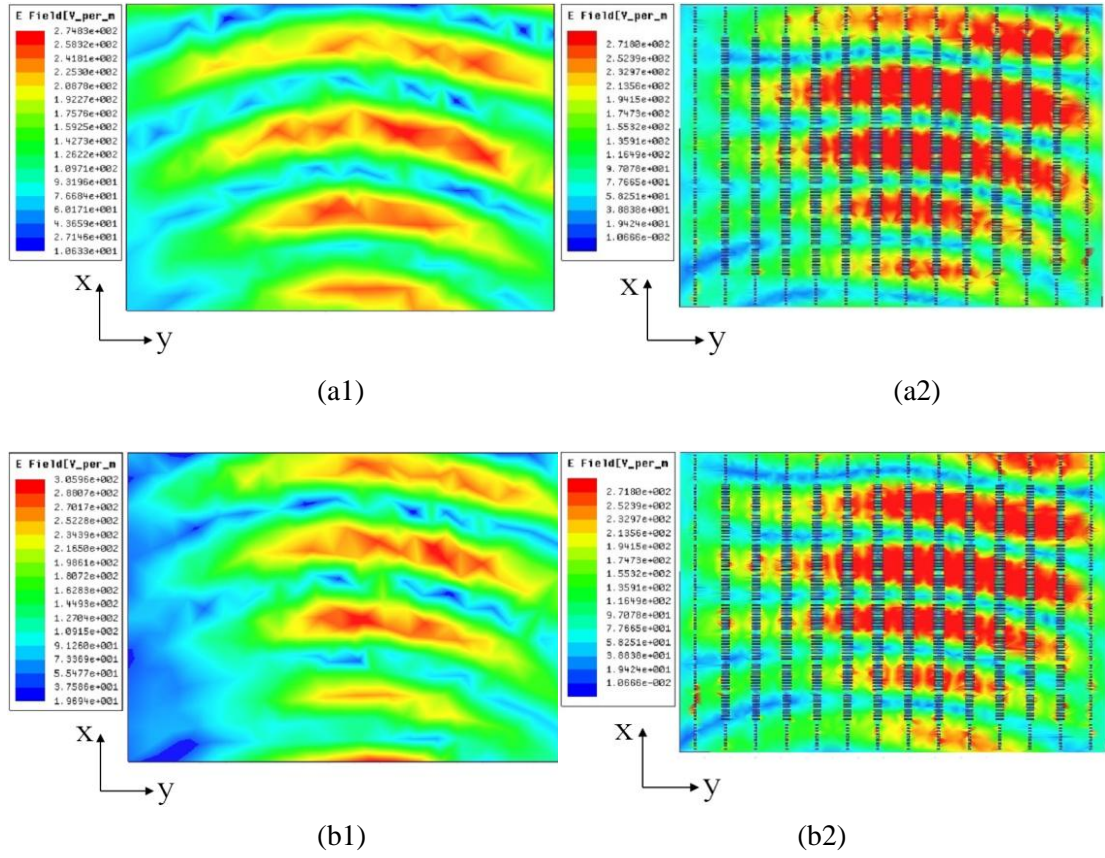 E Field[V_per_m
2.7483e+002
2.5832e+002
2.4181e+002
2.2530e+002
2.0878e+002
1.9227e+002
1.7576e+002
1.5925e+002
1.4273e+002
1.2622e+002
1.0971e+002
9.3196e+001
7.6684e+001
6.0171e+001
4.3659e+001
2.7146e+001
1.0633e+001
x
y
E Field[V_per_m
2.7180e+002
2.5239e+002
2.3297e+002
2.1356e+002
1.9415e+002
1.7473e+002
1.5532e+002
1.3591e+002
1.1649e+002
9.7078e+001
7.7665e+001
5.8251e+001
3.8838e+001
1.9424e+001
1.0666e-002
x
y
(a1)
(a2)
E Field[V_per_m
3.0596e+002
2.8807e+002
2.7017e+002
2.5228e+002
2.3439e+002
2.1650e+002
1.9861e+002
1.8072e+002
1.6283e+002
1.4493e+002
1.2704e+002
1.0915e+002
9.1260e+001
7.3369e+001
5.5477e+001
3.7586e+001
1.9694e+001
x
y
E Field[V_per_m
2.7180e+002
2.5239e+002
2.3297e+002
2.1356e+002
1.9415e+002
1.7473e+002
1.5532e+002
1.3591e+002
1.1649e+002
9.7078e+001
7.7665e+001
5.8251e+001
3.8838e+001
1.9424e+001
1.0666e-002
x
y
(b1)
(b2)